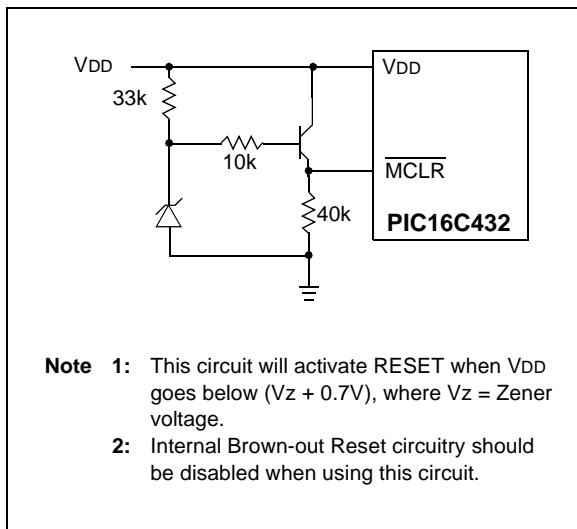 VDD
VDD
33k
10k
MCLR
40k
PIC16C432
Note 1: This circuit will activate RESET when VDD
goes below (Vz + 0.7V), where Vz = Zener
voltage.
2: Internal Brown-out Reset circuitry should
be disabled when using this circuit.